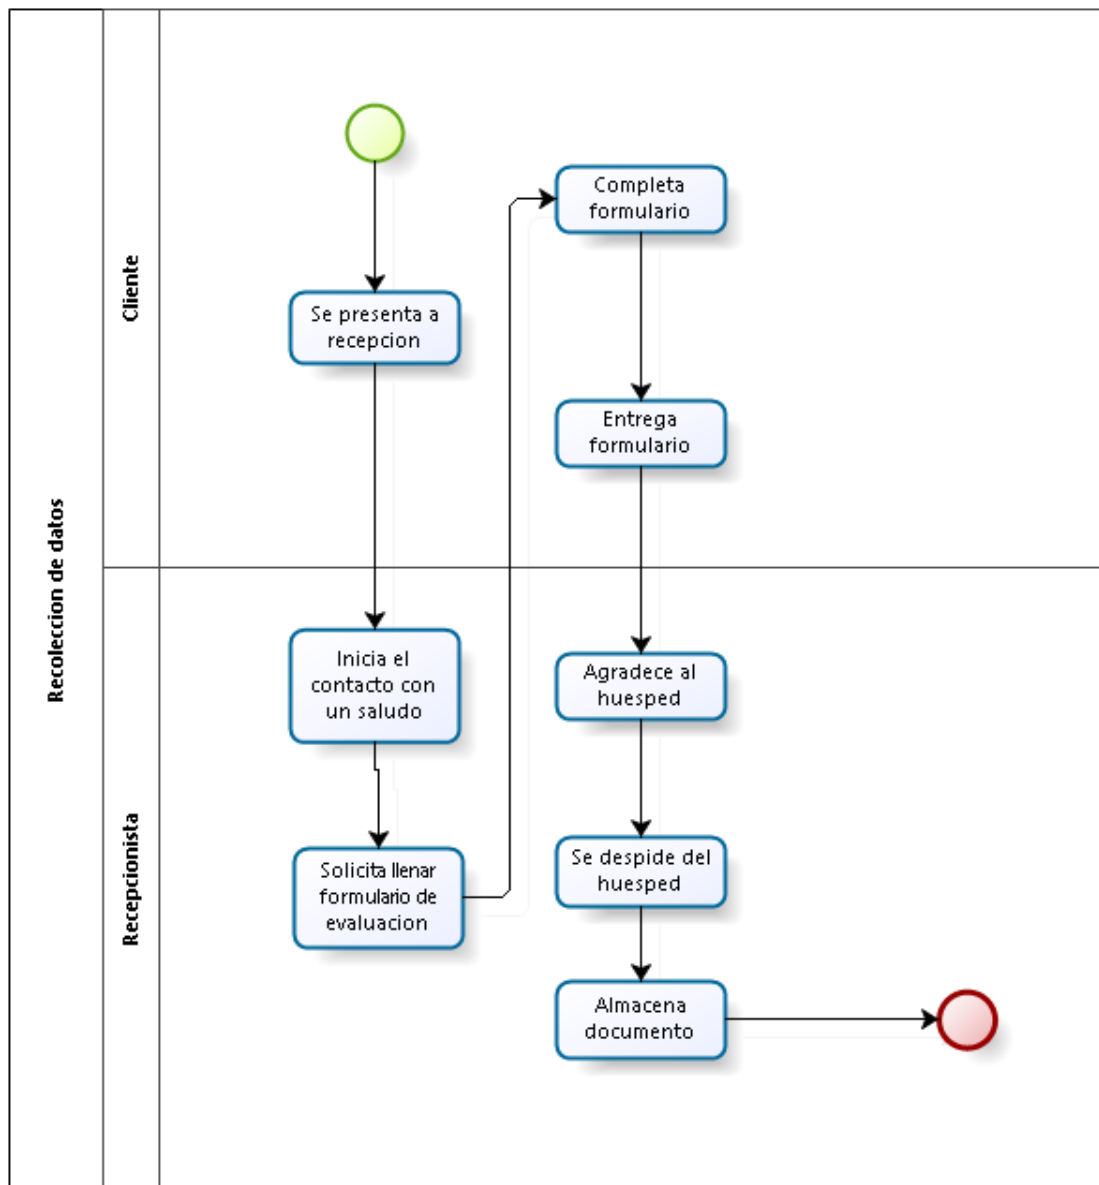 Recoleccion de datos
Cliente
Se presenta a
recepcion
Completa
formulario
Entrega
formulario
Recepcionista
Inicia el
contacto con
un saludo
Solicita llenar
formulario de
evaluacion
Agradece al
huesped
Se despide del
huesped
Almacena
documento